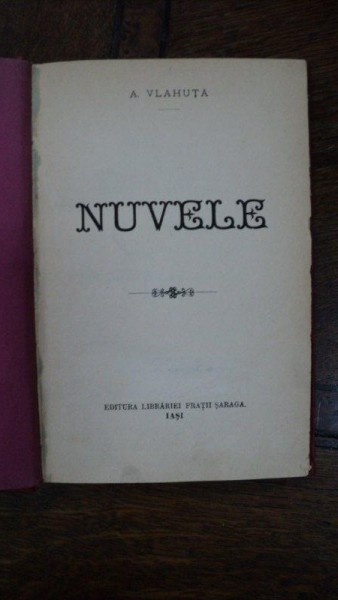 A. VLAHUȚA
NUVELE
EDITURA LIBRĂRIEI FRAȚII ȘARAGA.
IAȘI